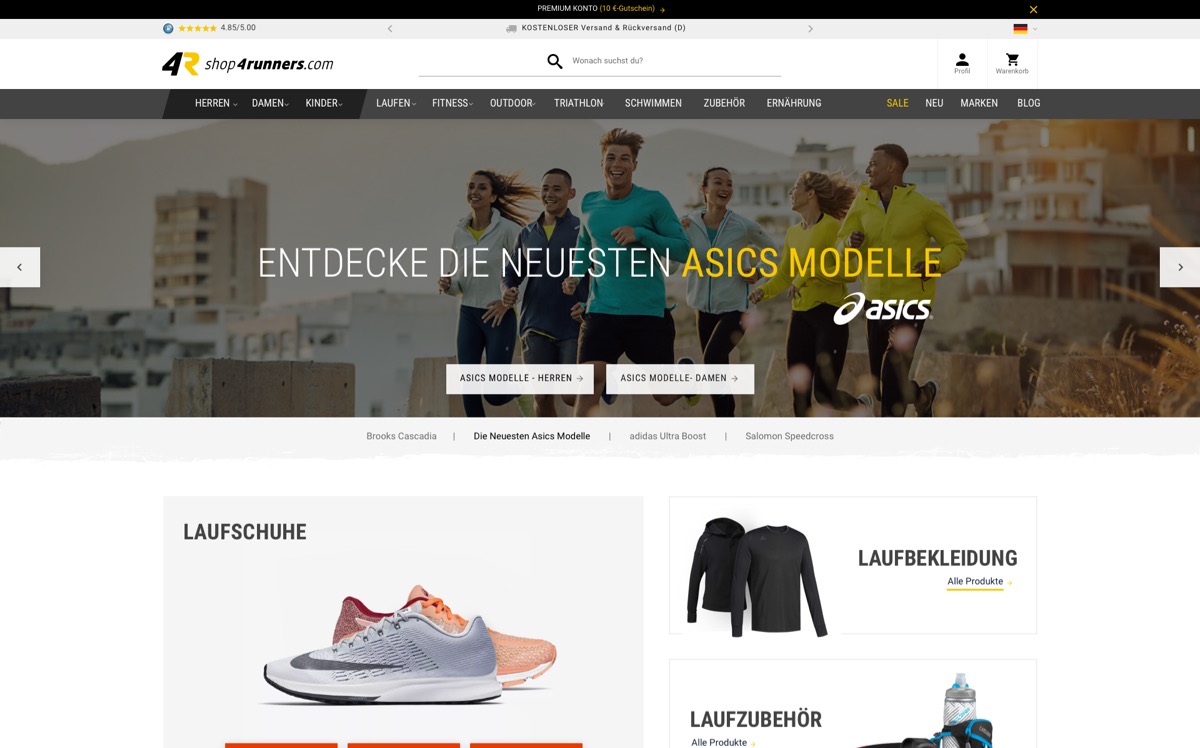 PREMIUM KONTO (10 €-Gutschein) →
4.85/5.00
KOSTENLOSER Versand & Rückversand (D)
4R shop4runners.com
Wonach suchst du?
Profil
Warenkorb
HERREN DAMEN KINDER LAUFEN FITNESS OUTDOOR TRIATHLON SCHWIMMEN ZUBEHÖR ERNÄHRUNG SALE NEU MARKEN BLOG
ENTDECKE DIE NEUESTEN ASICS MODELLE
asics
ASICS MODELLE - HERREN →
ASICS MODELLE- DAMEN →
Brooks Cascadia | Die Neuesten Asics Modelle | adidas Ultra Boost | Salomon Speedcross
LAUFSCHUHE
LAUFBEKLEIDUNG
Alle Produkte →
LAUFZUBEHÖR
Alle Produkte →